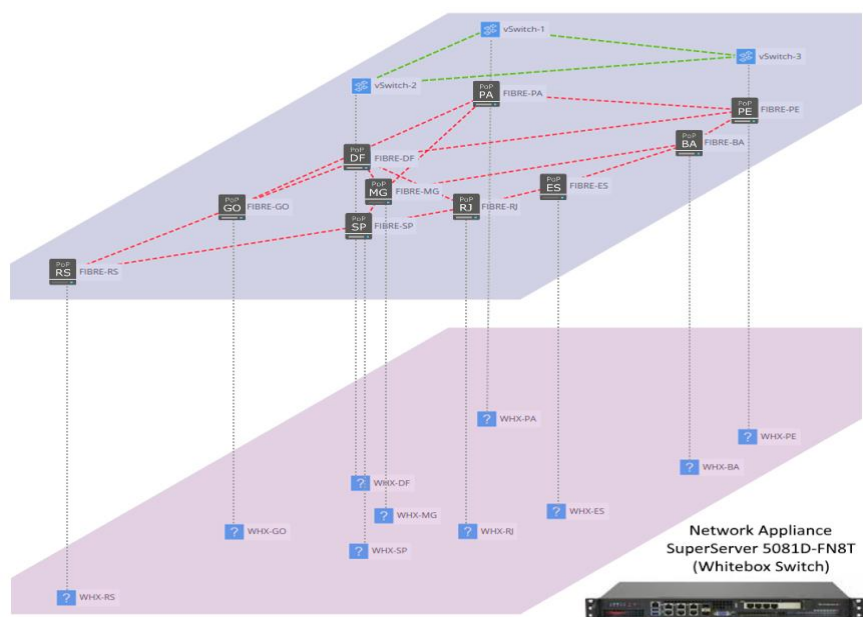 vSwitch-1
vSwitch-3
vSwitch-2
PoP
PA
FIBRE-PA
PoP
PE
FIBRE-PE
PoP
BA
FIBRE-BA
PoP
DF
FIBRE-DF
PoP
MG
FIBRE-MG
PoP
ES
FIBRE-ES
PoP
GO
FIBRE-GO
PoP
RJ
FIBRE-RJ
PoP
SP
FIBRE-SP
PoP
RS
FIBRE-RS
? WHX-PA
? WHX-PE
? WHX-BA
? WHX-DF
? WHX-MG
? WHX-ES
? WHX-GO
? WHX-RJ
? WHX-SP
? WHX-RS
Network Appliance
SuperServer 5081D-FN8T
(Whitebox Switch)